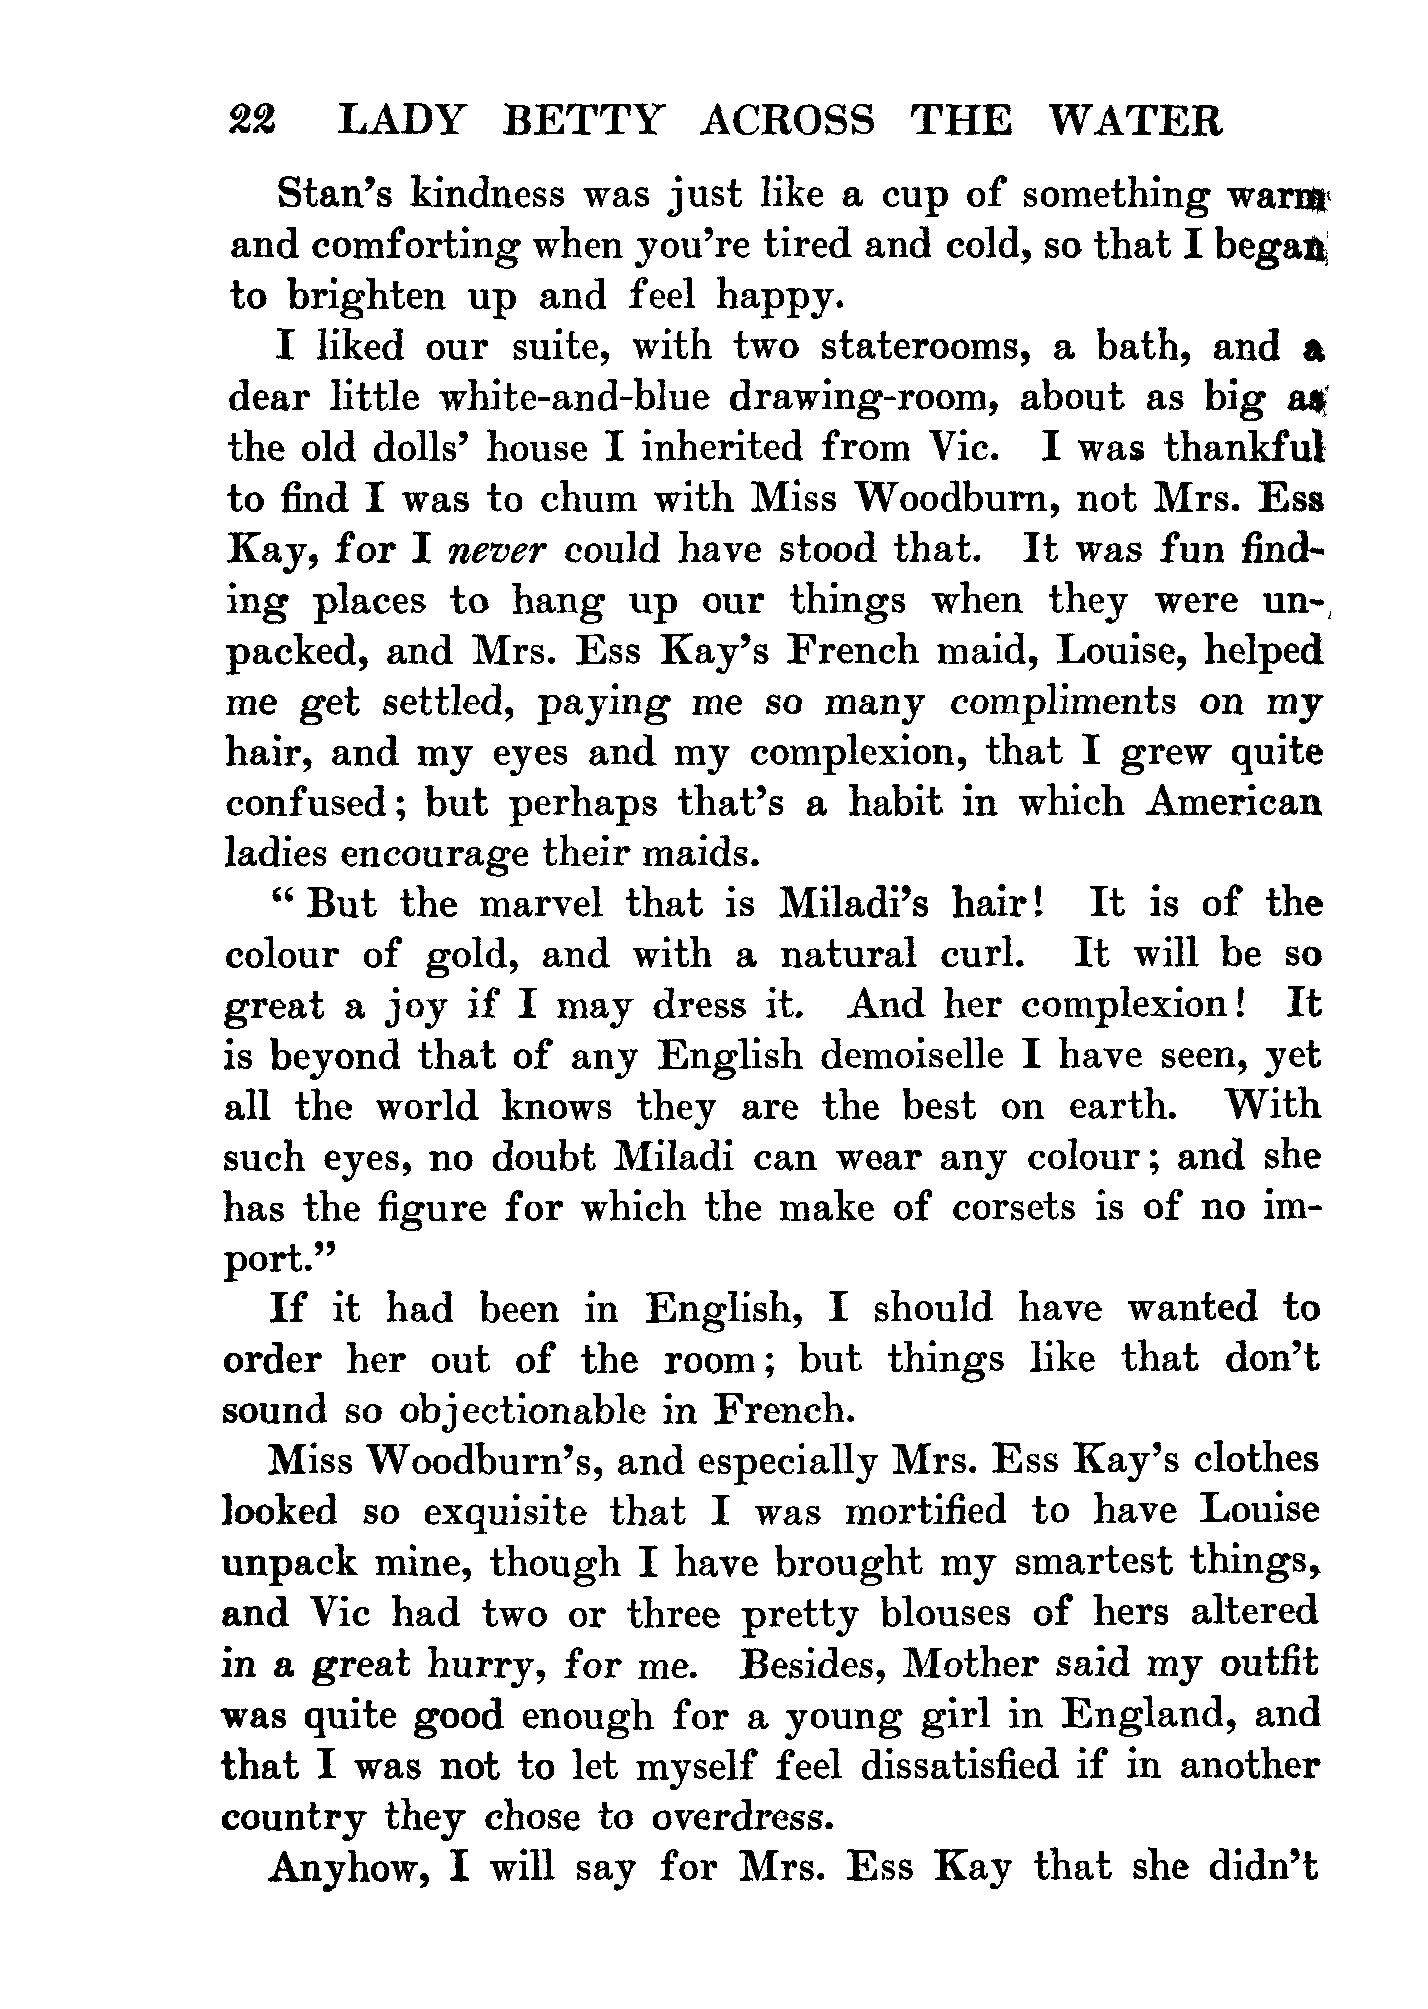 22 LADY BETTY ACROSS THE WATER
Stan's kindness was just like a cup of something warm
and comforting when you're tired and cold, so that I began
to brighten up and feel happy.
I liked our suite, with two staterooms, a bath, and a
dear little white-and-blue drawing-room, about as big as
the old dolls' house I inherited from Vic. I was thankful
to find I was to chum with Miss Woodburn, not Mrs. Ess
Kay, for I never could have stood that. It was fun find-
ing places to hang up our things when they were un-
packed, and Mrs. Ess Kay's French maid, Louise, helped
me get settled, paying me so many compliments on my
hair, and my eyes and my complexion, that I grew quite
confused; but perhaps that's a habit in which American
ladies encourage their maids.
"But the marvel that is Miladi's hair! It is of the
colour of gold, and with a natural curl. It will be so
great a joy if I may dress it. And her complexion! It
is beyond that of any English demoiselle I have seen, yet
all the world knows they are the best on earth. With
such eyes, no doubt Miladi can wear any colour; and she
has the figure for which the make of corsets is of no im-
port."
If it had been in English, I should have wanted to
order her out of the room; but things like that don't
sound so objectionable in French.
Miss Woodburn's, and especially Mrs. Ess Kay's clothes
looked so exquisite that I was mortified to have Louise
unpack mine, though I have brought my smartest things,
and Vic had two or three pretty blouses of hers altered
in a great hurry, for me. Besides, Mother said my outfit
was quite good enough for a young girl in England, and
that I was not to let myself feel dissatisfied if in another
country they chose to overdress.
Anyhow, I will say for Mrs. Ess Kay that she didn't